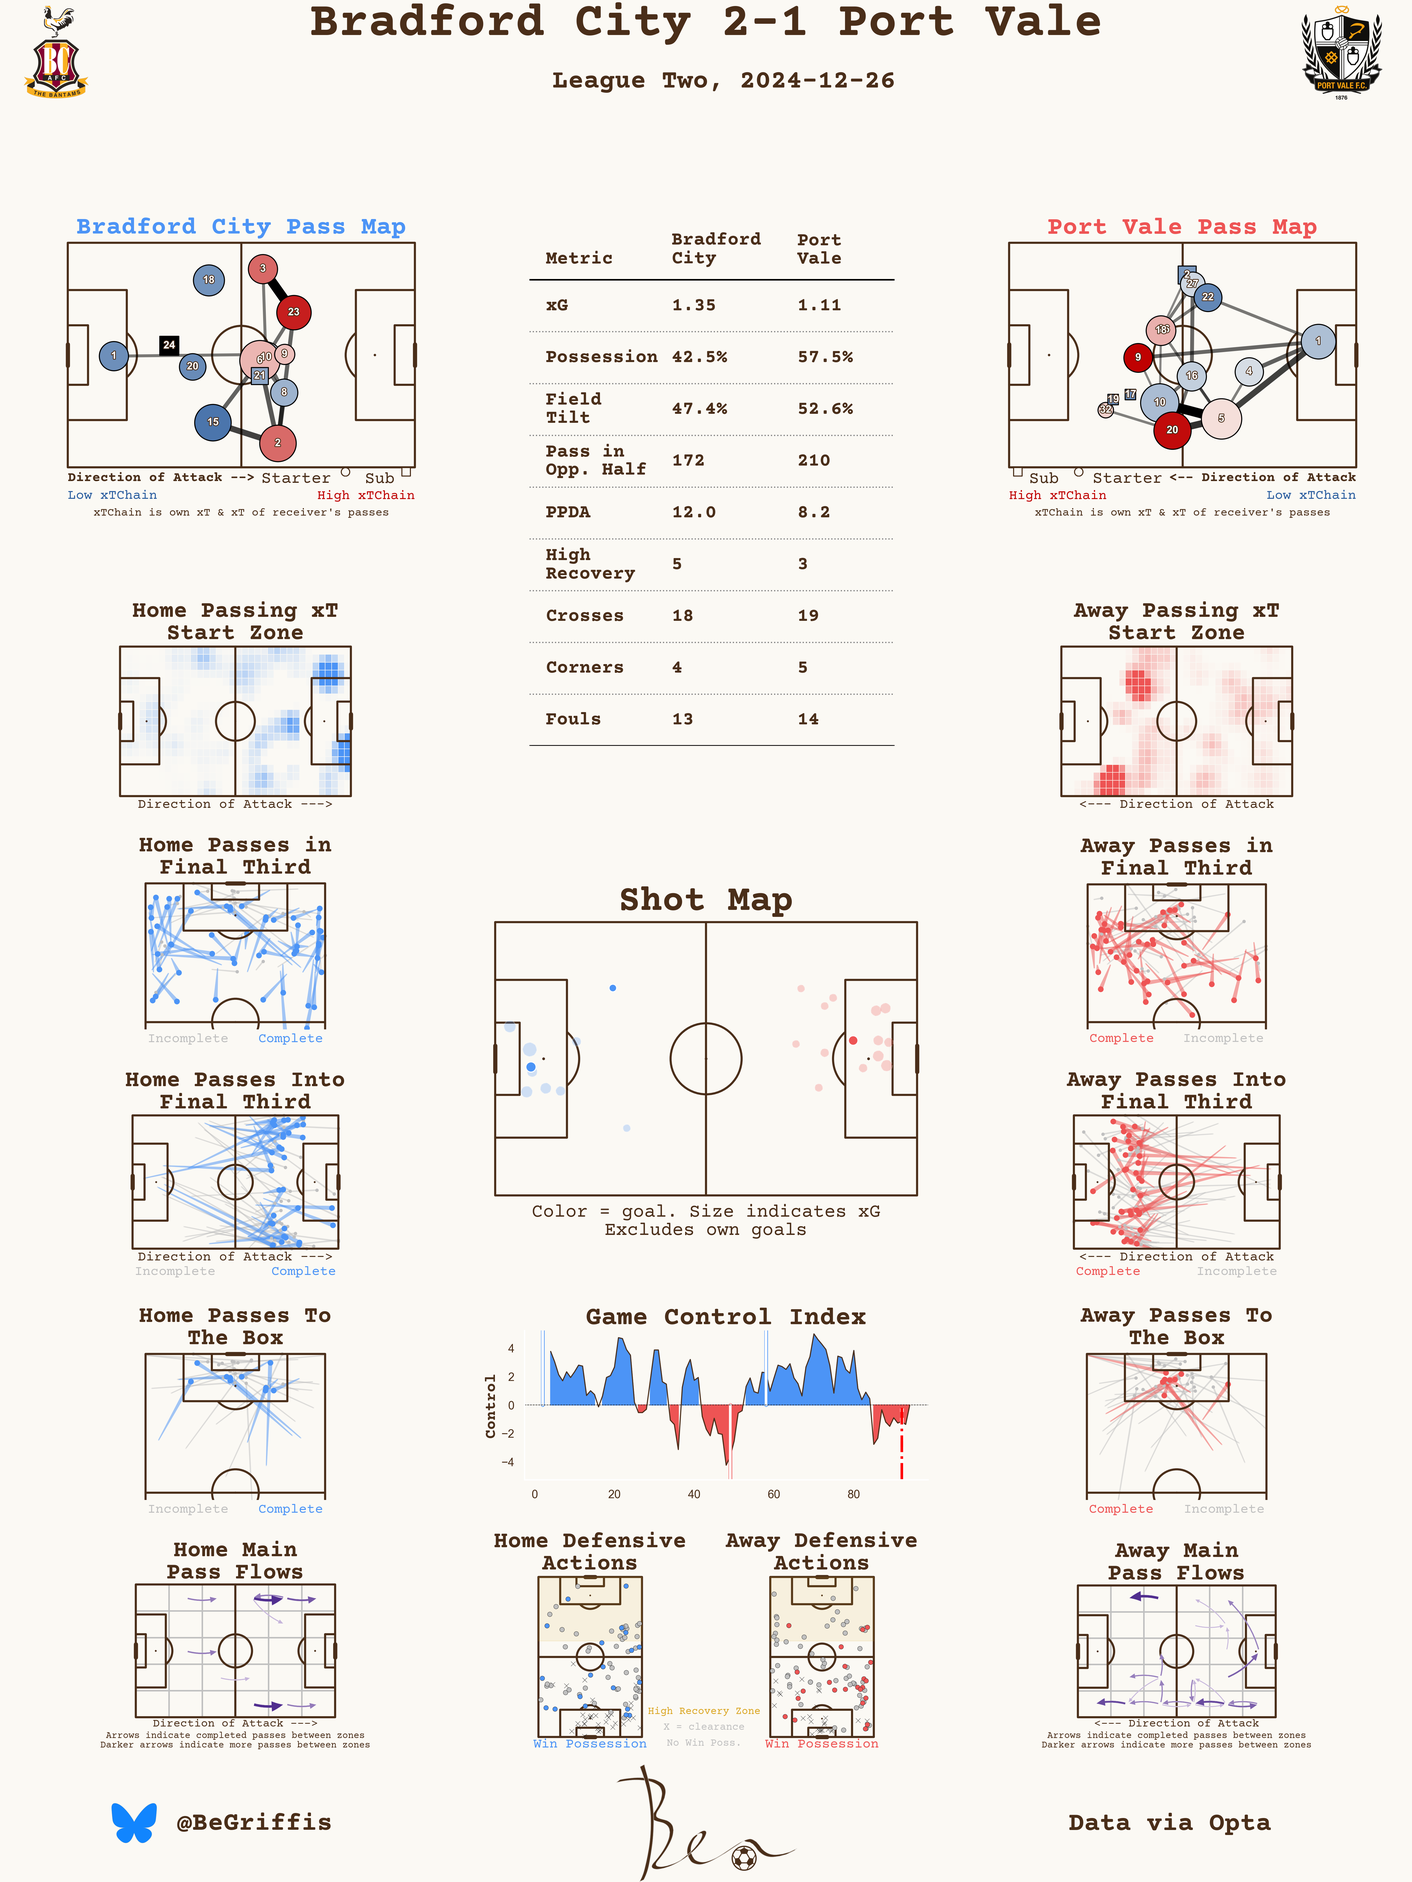 Bradford City 2-1 Port Vale
League Two, 2024-12-26
BC
AFC
THE BANTAMS
PORT VALE F.C.
1876
Bradford City Pass Map
3
18
23
24
1
20
6
10
9
21
8
15
2
Direction of Attack --> Starter Sub
Low xTChain High xTChain
xTChain is own xT & xT of receiver's passes
Metric Bradford City Port Vale
xG 1.35 1.11
Possession 42.5% 57.5%
Field Tilt 47.4% 52.6%
Pass in Opp. Half 172 210
PPDA 12.0 8.2
High Recovery 5 3
Crosses 18 19
Corners 4 5
Fouls 13 14
Port Vale Pass Map
2
27
22
18
1
9
16
4
17
19
10
32
5
20
Sub Starter <-- Direction of Attack
High xTChain Low xTChain
xTChain is own xT & xT of receiver's passes
Home Passing xT
Start Zone
Direction of Attack --->
Away Passing xT
Start Zone
<--- Direction of Attack
Home Passes in
Final Third
Incomplete Complete
Away Passes in
Final Third
Complete Incomplete
Shot Map
Color = goal. Size indicates xG
Excludes own goals
Home Passes Into
Final Third
Direction of Attack --->
Incomplete Complete
Away Passes Into
Final Third
<--- Direction of Attack
Complete Incomplete
Home Passes To
The Box
Incomplete Complete
Game Control Index
Control
4
2
0
−2
−4
0 20 40 60 80
Away Passes To
The Box
Complete Incomplete
Home Main
Pass Flows
Direction of Attack --->
Arrows indicate completed passes between zones
Darker arrows indicate more passes between zones
Home Defensive
Actions
Win Possession
Away Defensive
Actions
Win Possession
High Recovery Zone
X = clearance
No Win Poss.
Away Main
Pass Flows
<--- Direction of Attack
Arrows indicate completed passes between zones
Darker arrows indicate more passes between zones
@BeGriffis
Ben
Data via Opta